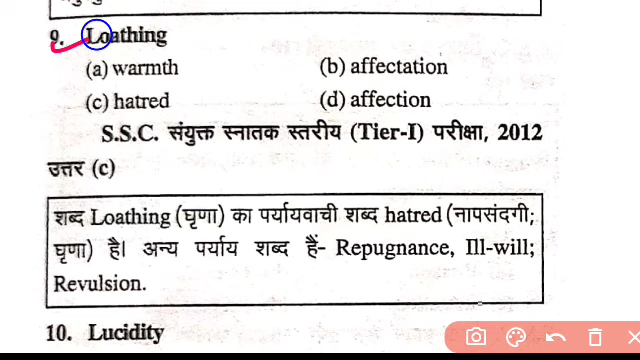 9. Loathing
(a) warmth (b) affectation
(c) hatred (d) affection
S.S.C. संयुक्त स्नातक स्तरीय (Tier-I) परीक्षा, 2012
उत्तर (c)
शब्द Loathing (घृणा) का पर्यायवाची शब्द hatred (नापसंदगी;
घृणा) है। अन्य पर्याय शब्द हैं- Repugnance, Ill-will;
Revulsion.
10. Lucidity